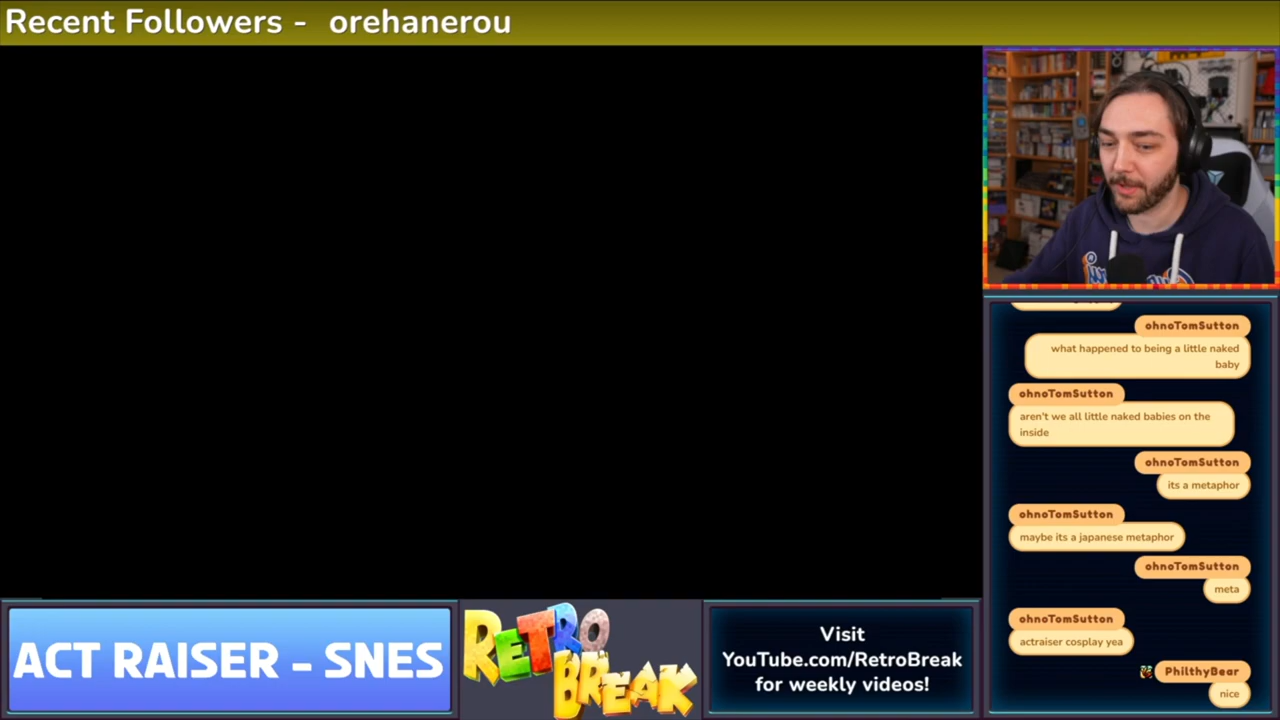 Recent Followers - orehanerou
ohnoTomSutton
what happened to being a little naked
baby
ohnoTomSutton
aren't we all little naked babies on the
inside
ohnoTomSutton
its a metaphor
ohnoTomSutton
maybe its a japanese metaphor
ohnoTomSutton
meta
ohnoTomSutton
actraiser cosplay yea
PhilthyBear
nice
ACT RAISER - SNES
RETRO
BREAK
Visit
YouTube.com/RetroBreak
for weekly videos!